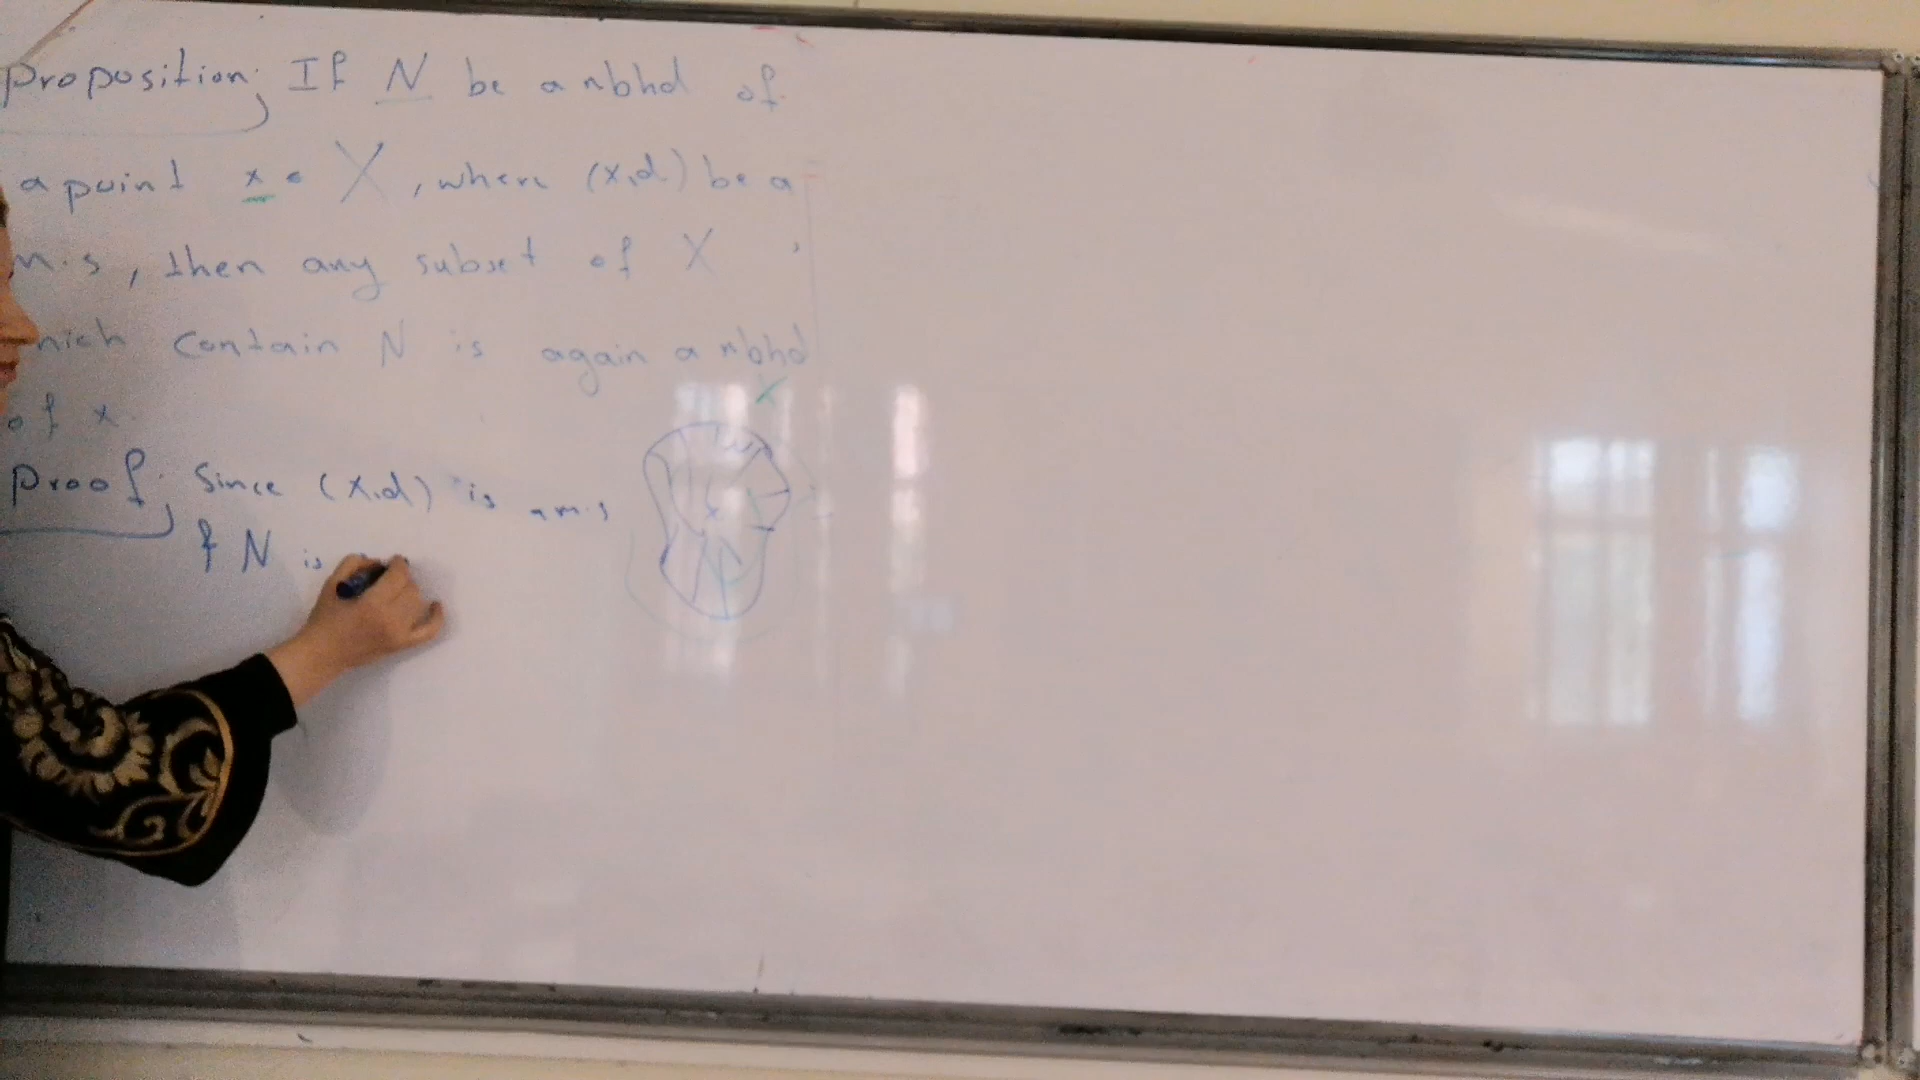 Proposition; If N be a nbhd of
a point x ∈ X, where (X,d) be a
m.s, then any subset of X
which contain N is again a nbhd
of x.
Proof; Since (X,d) is a m.s
& N is